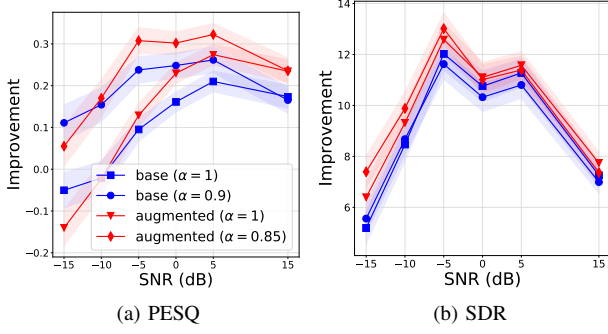 Improvement
0.3
0.2
0.1
0.0
−0.1
−0.2
base (α = 1)
base (α = 0.9)
augmented (α = 1)
augmented (α = 0.85)
−15 −10 −5 0 5 15
SNR (dB)
(a) PESQ
Improvement
14
12
10
8
6
−15 −10 −5 0 5 15
SNR (dB)
(b) SDR